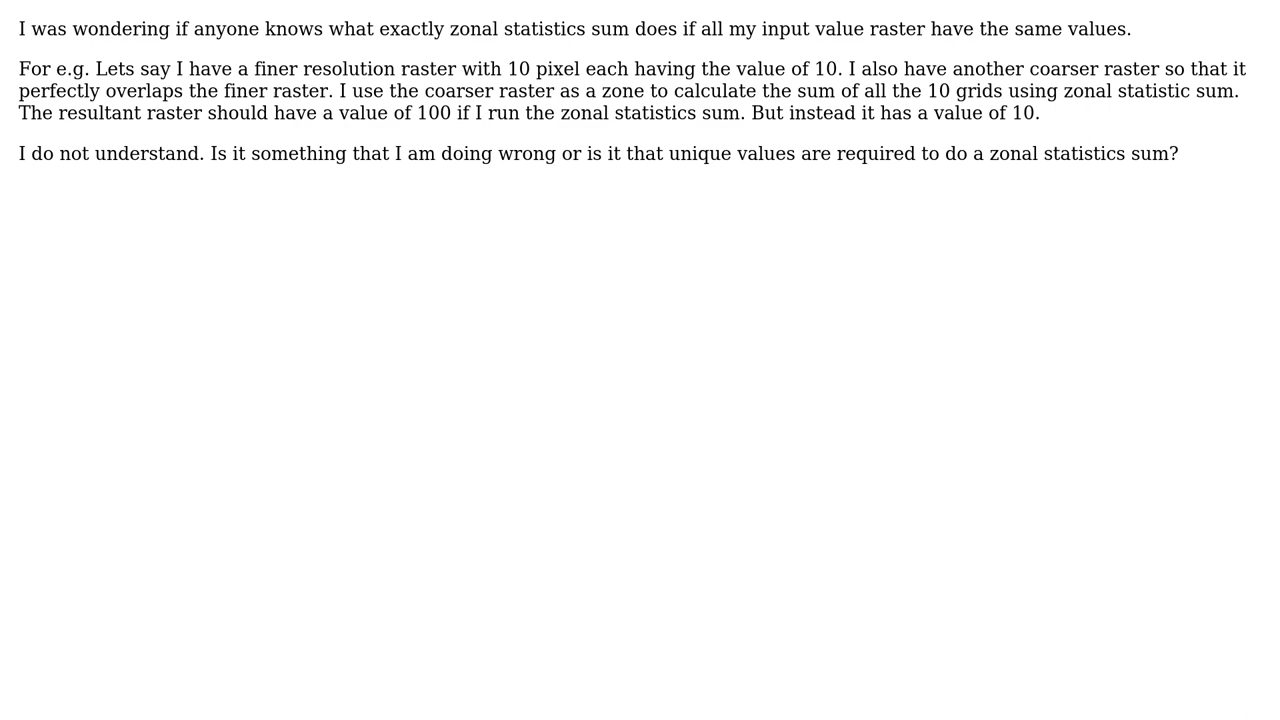 I was wondering if anyone knows what exactly zonal statistics sum does if all my input value raster have the same values.
For e.g. Lets say I have a finer resolution raster with 10 pixel each having the value of 10. I also have another coarser raster so that it
perfectly overlaps the finer raster. I use the coarser raster as a zone to calculate the sum of all the 10 grids using zonal statistic sum.
The resultant raster should have a value of 100 if I run the zonal statistics sum. But instead it has a value of 10.
I do not understand. Is it something that I am doing wrong or is it that unique values are required to do a zonal statistics sum?